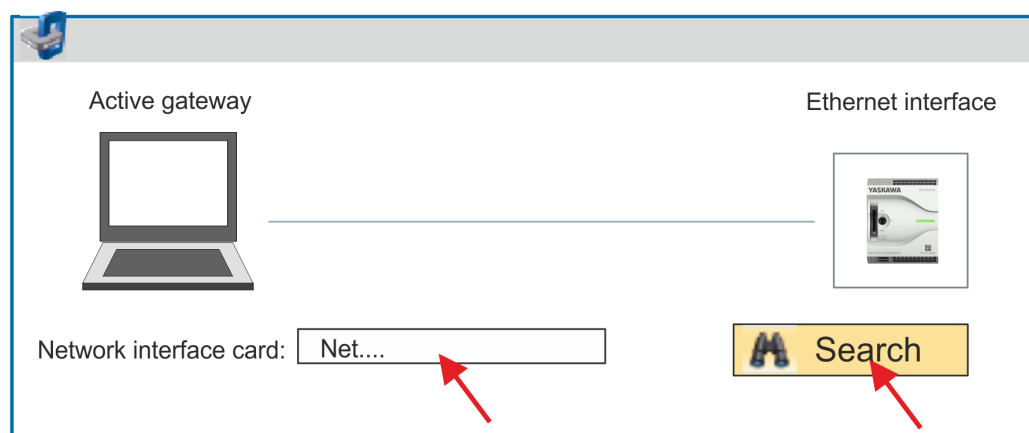 Active gateway
Ethernet interface
YASKAWA
Network interface card:
Net....
Search